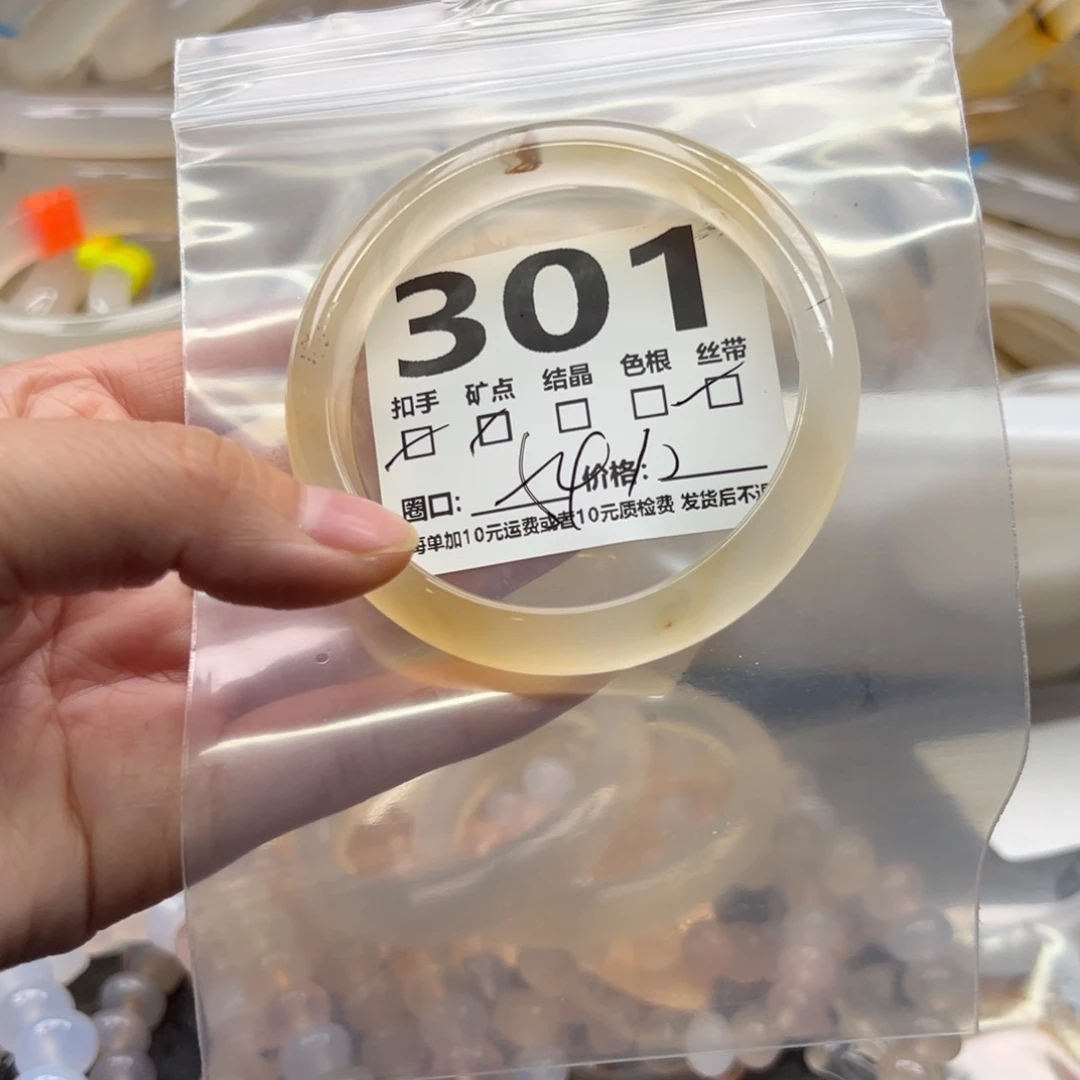 301
扣手 矿点 结晶 色根 丝带
圈口: 价格:
每单加10元运费或者10元质检费 发货后不退